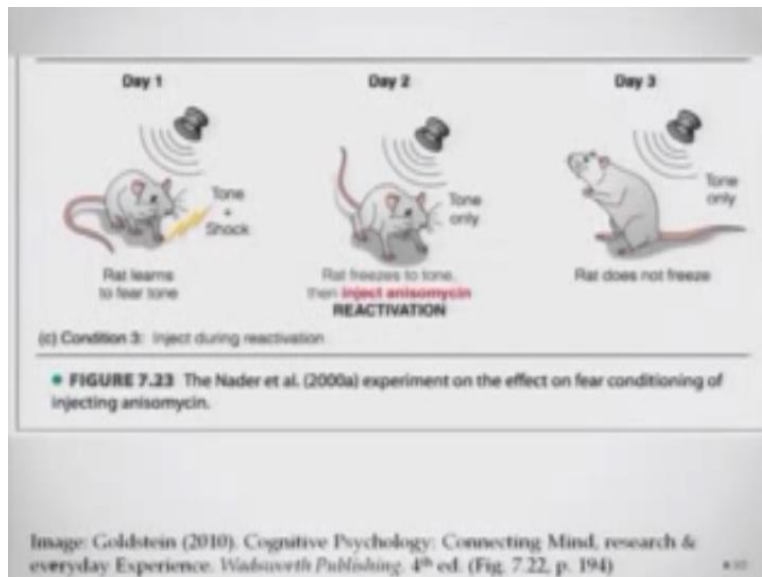 Day 1
Day 2
Day 3
Tone
+
Shock
Tone
only
Tone
only
Rat learns
to fear tone
Rat freezes to tone,
then inject anisomycin
REACTIVATION
Rat does not freeze
(c) Condition 3: Inject during reactivation
• FIGURE 7.23 The Nader et al. (2000a) experiment on the effect on fear conditioning of
injecting anisomycin.
Image: Goldstein (2010). Cognitive Psychology: Connecting Mind, research &
everyday Experience. Wadsworth Publishing. 4th ed. (Fig. 7.22, p. 194)